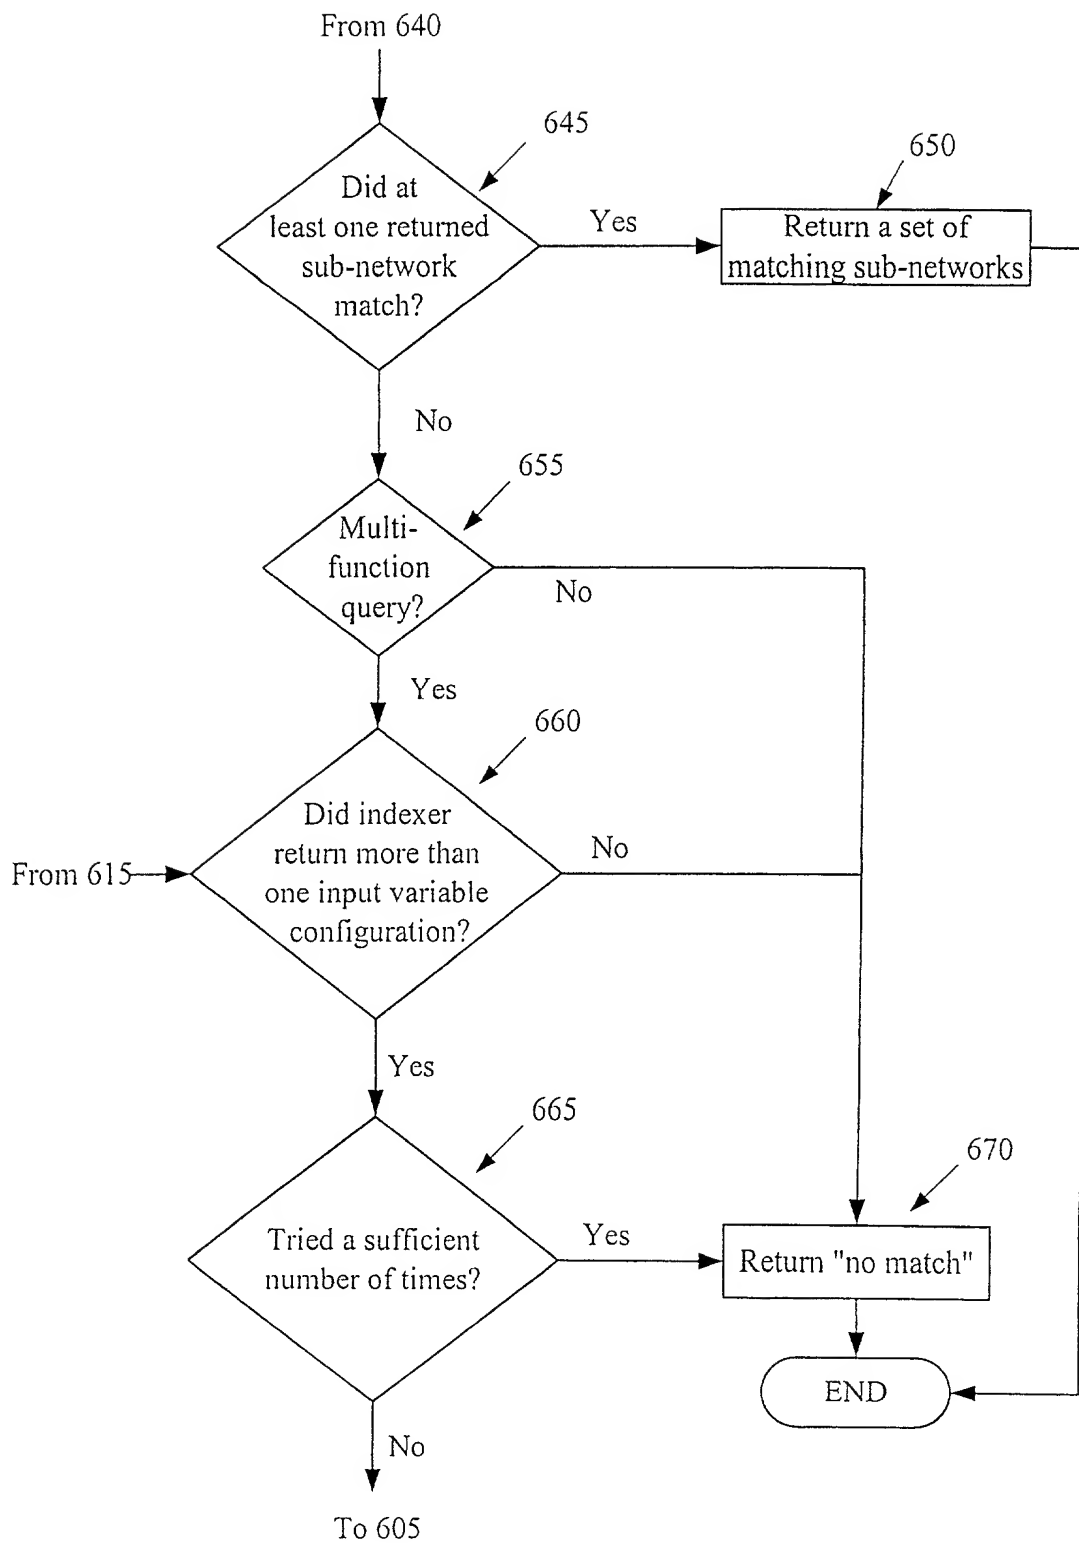 From 640
645
Did at
least one returned
sub-network
match?
Yes
650
Return a set of
matching sub-networks
No
655
Multi-
function
query?
No
Yes
660
From 615
Did indexer
return more than
one input variable
configuration?
No
Yes
665
Tried a sufficient
number of times?
Yes
670
Return "no match"
END
No
To 605